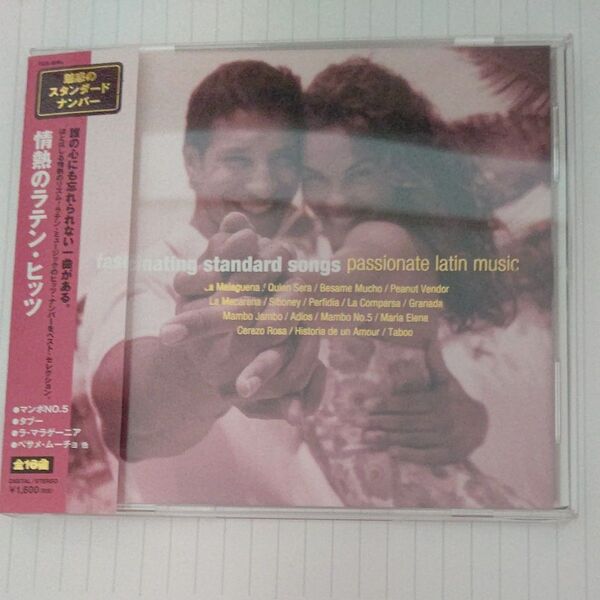 魅惑の
スタンダード
ナンバー
誰の心にも忘れられない一曲がある。
情熱のラテン・ヒッツ
●マンボNO.5
●タブー
●ラ・マラゲーニア
●ベサメ・ムーチョ 他
全16曲
DIGITAL/STEREO
fascinating standard songs passionate latin music
La Malaguena / Quien Sera / Besame Mucho / Peanut Vendor
La Macarena / Siboney / Perfidia / La Comparsa / Granada
Mambo Jambo / Adios / Mambo No.5 / Maria Elena
Cerezo Rosa / Historia de un Amour / Taboo